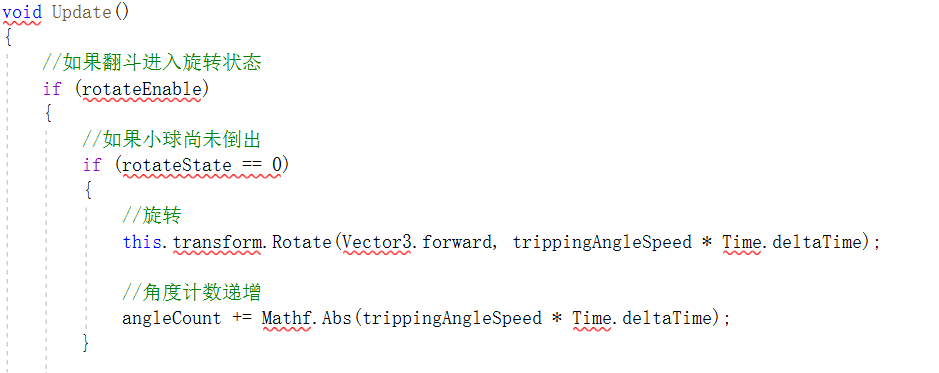 void Update()
{
//如果翻斗进入旋转状态
if (rotateEnable)
{
//如果小球尚未倒出
if (rotateState == 0)
{
//旋转
this.transform.Rotate(Vector3.forward, trippingAngleSpeed * Time.deltaTime);
//角度计数递增
angleCount += Mathf.Abs(trippingAngleSpeed * Time.deltaTime);
}